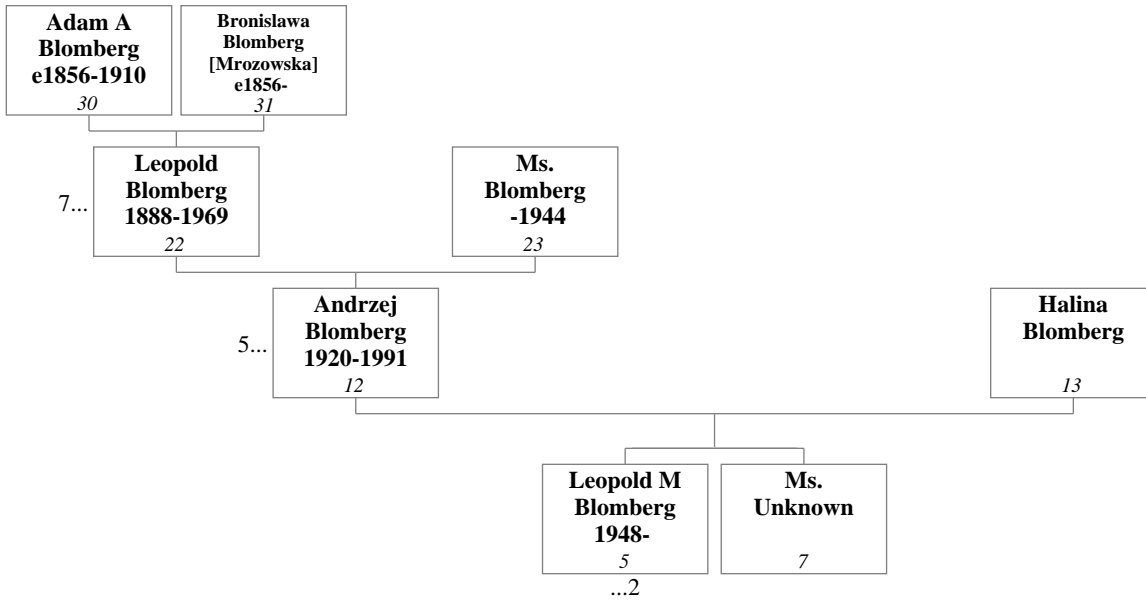 Adam A
Blomberg
e1856-1910
30
Bronislawa
Blomberg
[Mrozowska]
e1856-
31
7...
Leopold
Blomberg
1888-1969
22
Ms.
Blomberg
-1944
23
5...
Andrzej
Blomberg
1920-1991
12
Halina
Blomberg
13
Leopold M
Blomberg
1948-
5
...2
Ms.
Unknown
7